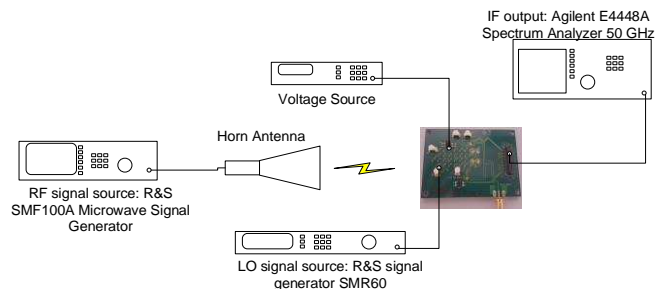 IF output: Agilent E4448A
Spectrum Analyzer 50 GHz
Voltage Source
Horn Antenna
RF signal source: R&S
SMF100A Microwave Signal
Generator
LO signal source: R&S signal
generator SMR60